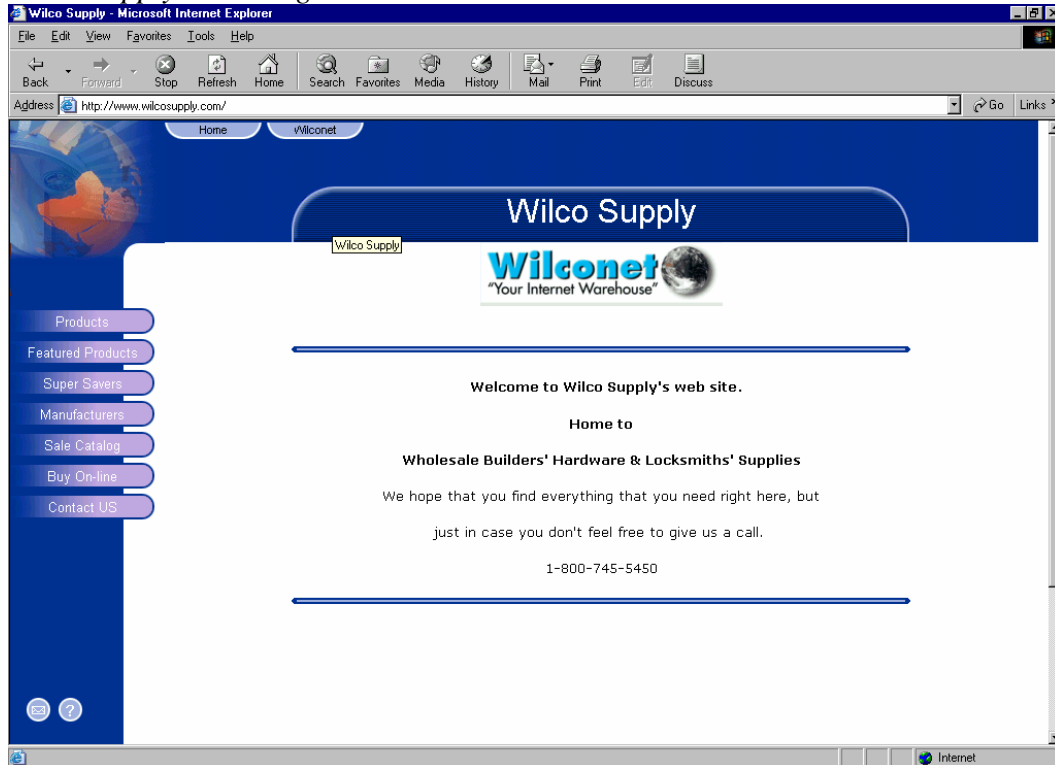 Wilco Supply - Microsoft Internet Explorer
File Edit View Favorites Tools Help
Back Forward Stop Refresh Home Search Favorites Media History Mail Print Edit Discuss
Address http://www.wilcosupply.com/ Go Links
Home Wilconet
Wilco Supply
Wilco Supply
Wilconet
"Your Internet Warehouse"
Products
Featured Products
Super Savers
Manufacturers
Sale Catalog
Buy On-line
Contact US
Welcome to Wilco Supply's web site.
Home to
Wholesale Builders' Hardware & Locksmiths' Supplies
We hope that you find everything that you need right here, but
just in case you don't feel free to give us a call.
1-800-745-5450
Internet